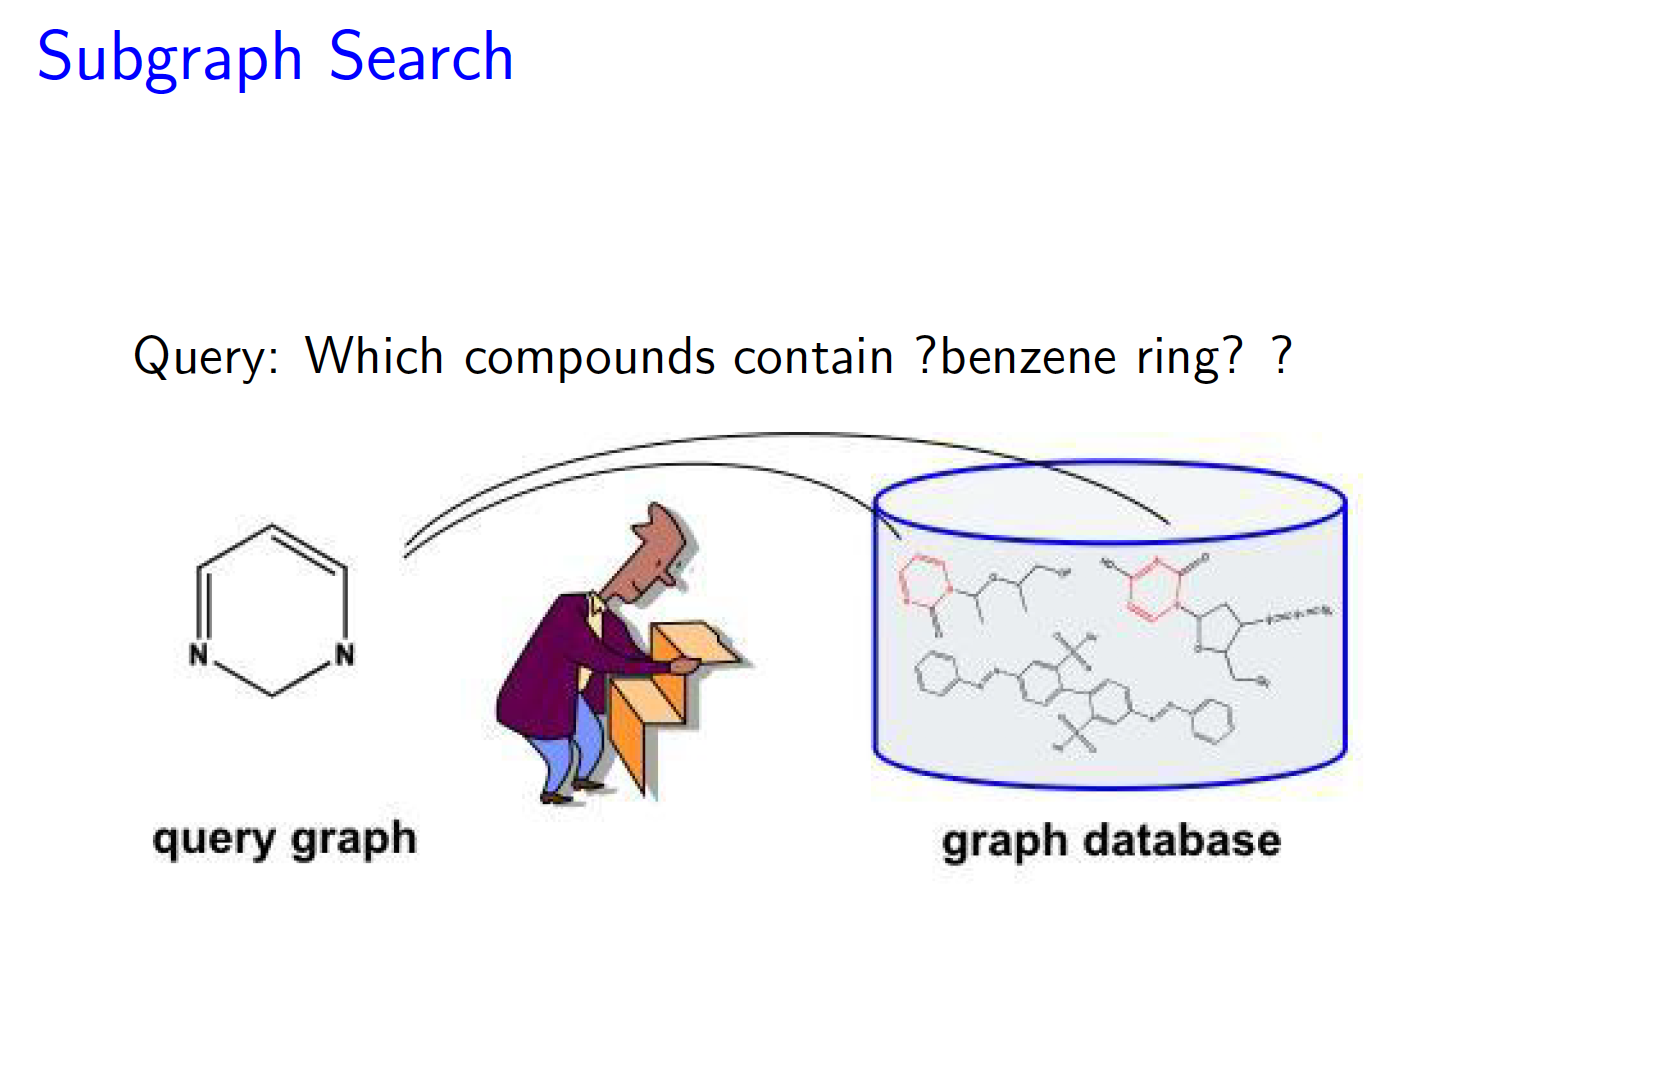 Subgraph Search
Query: Which compounds contain ?benzene ring? ?
N N
query graph
graph database